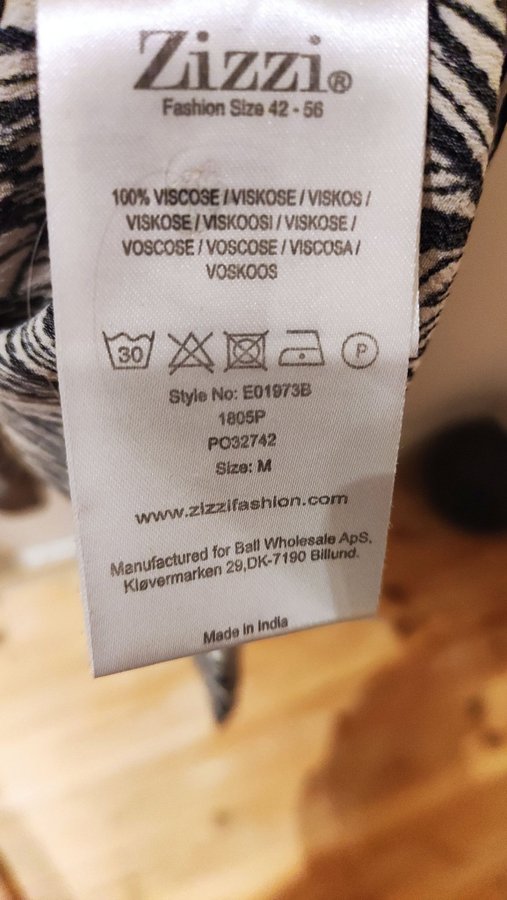 Zizzi®
Fashion Size 42 - 56
100% VISCOSE / VISKOSE / VISKOS /
VISKOSE / VISKOOSI / VISKOSE /
VOSCOSE / VOSCOSE / VISCOSA /
VOSKOOS
30 P
Style No: E01973B
1805P
PO32742
Size: M
www.zizzifashion.com
Manufactured for Ball Wholesale ApS.
Kløvermarken 29,DK-7190 Billund.
Made in India